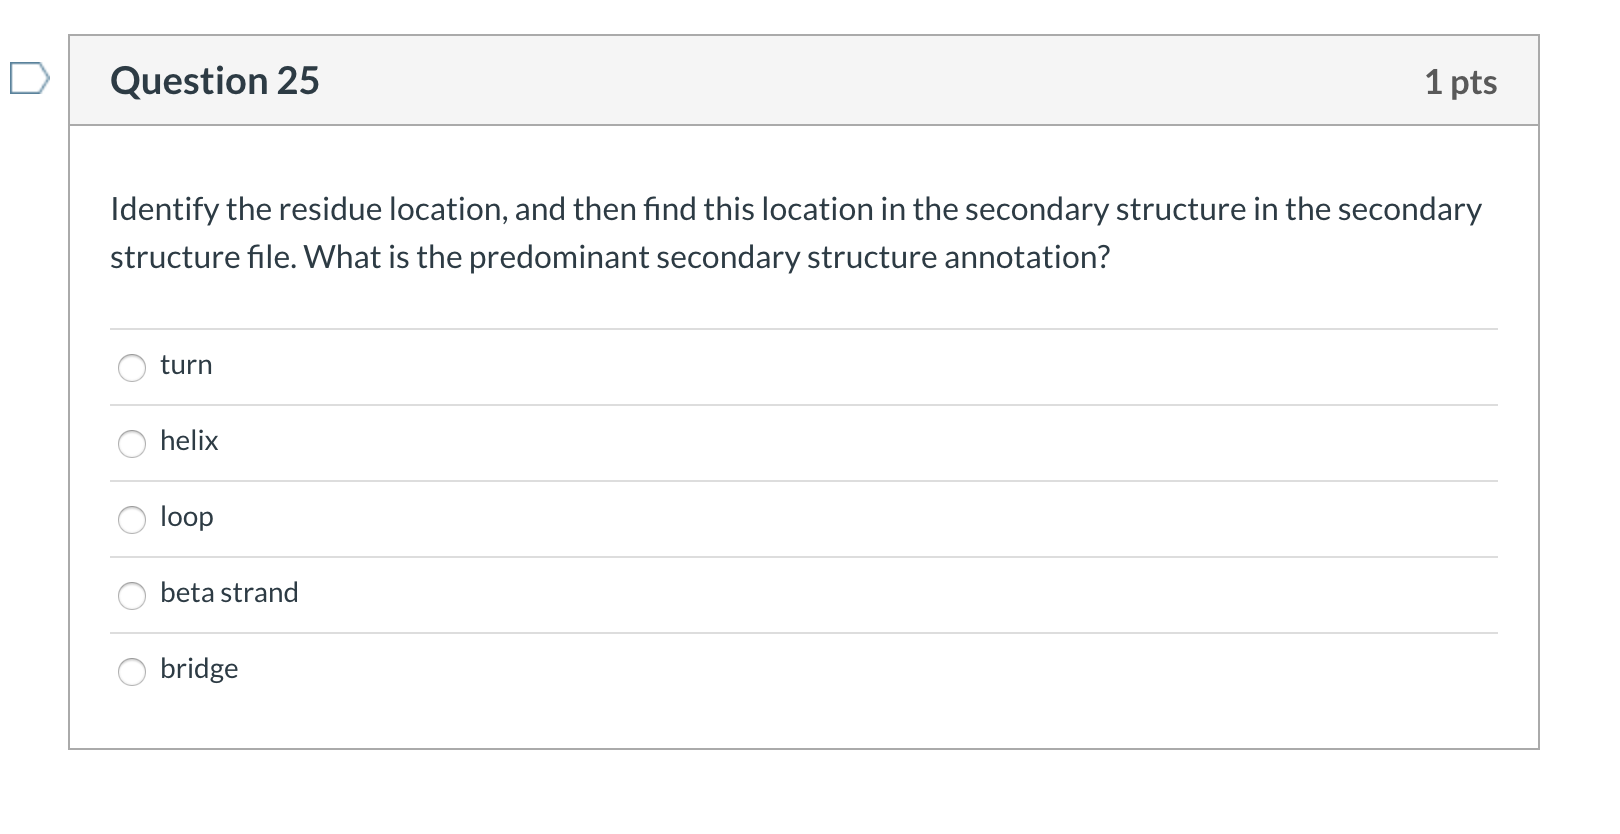 Question 25
1 pts
Identify the residue location, and then find this location in the secondary structure in the secondary
structure file. What is the predominant secondary structure annotation?
turn
helix
loop
beta strand
bridge